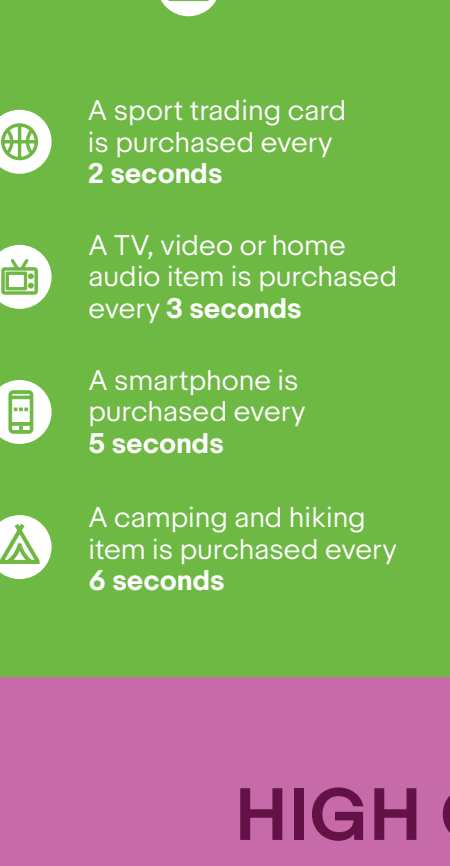 A sport trading card
is purchased every
2 seconds
A TV, video or home
audio item is purchased
every 3 seconds
A smartphone is
purchased every
5 seconds
A camping and hiking
item is purchased every
6 seconds
HIGH